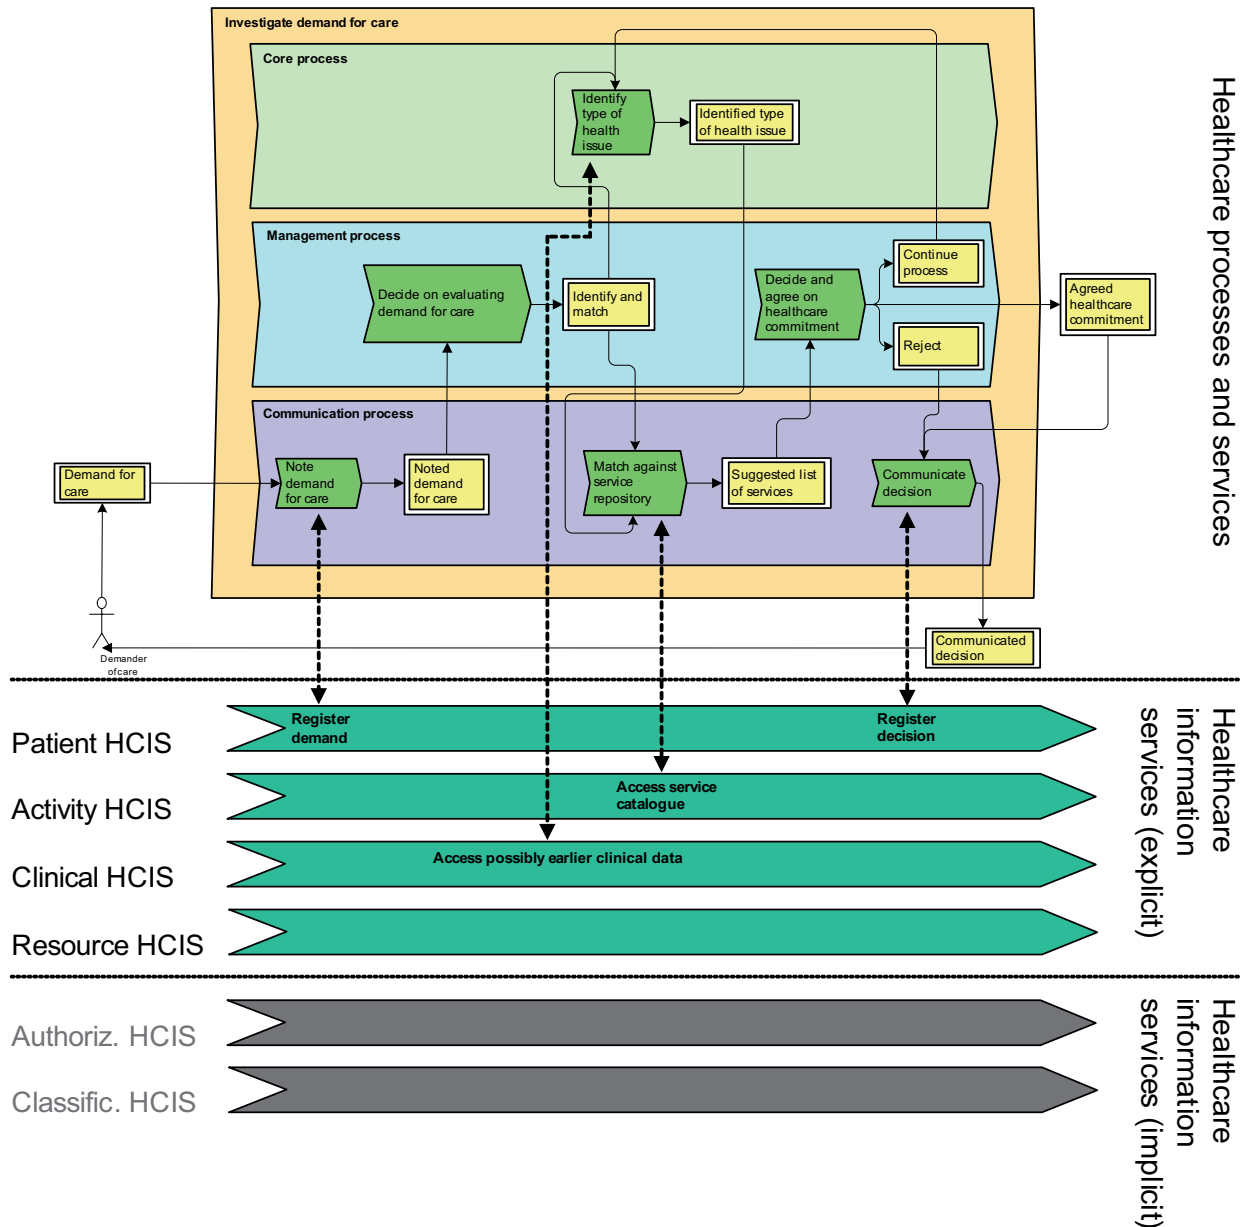 Investigate demand for care
Core process
Identify
type of
health
issue
Identified type
of health issue
Management process
Decide on evaluating
demand for care
Identify and
match
Decide and
agree on
healthcare
commitment
Continue
process
Reject
Agreed
healthcare
commitment
Communication process
Demand for
care
Note
demand
for care
Noted
demand
for care
Match against
service
repository
Suggested list
of services
Communicate
decision
Communicated
decision
Demander
of care
Healthcare processes and services
Patient HCIS
Register
demand
Register
decision
Activity HCIS
Access service
catalogue
Clinical HCIS
Access possibly earlier clinical data
Resource HCIS
Healthcare
information
services (explicit)
Authoriz. HCIS
Classific. HCIS
Healthcare
information
services (implicit)